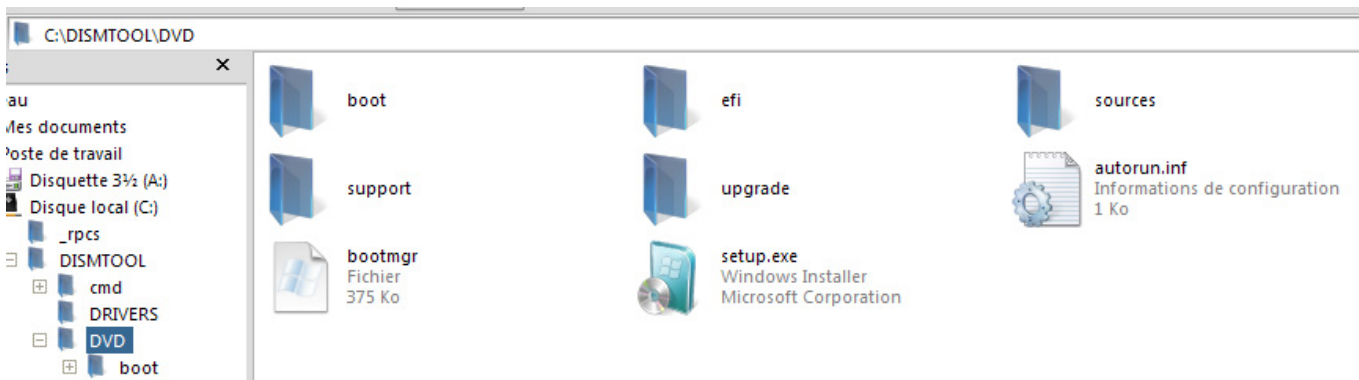 C:\DISMTOOL\DVD
au
Mes documents
Poste de travail
Disquette 3½ (A:)
Disque local (C:)
_rpcs
DISMTOOL
cmd
DRIVERS
DVD
boot
boot
efi
sources
support
upgrade
autorun.inf
Informations de configuration
1 Ko
bootmgr
Fichier
375 Ko
setup.exe
Windows Installer
Microsoft Corporation